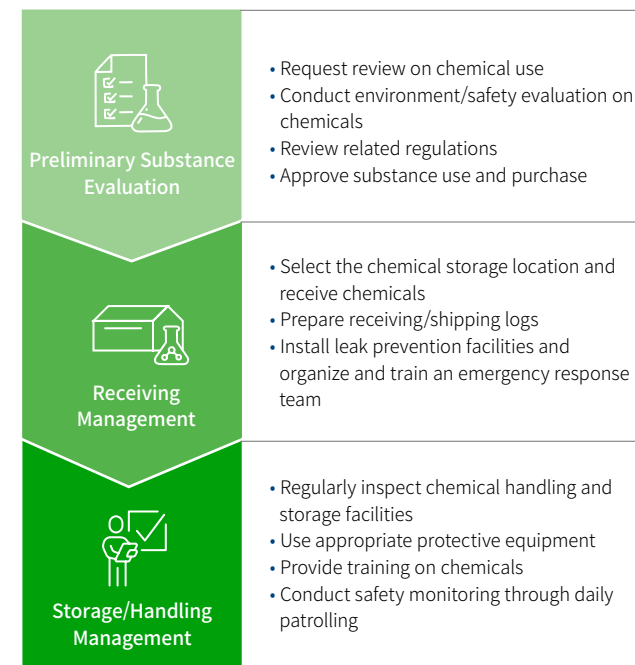 Preliminary Substance
Evaluation
• Request review on chemical use
• Conduct environment/safety evaluation on
chemicals
• Review related regulations
• Approve substance use and purchase
Receiving
Management
• Select the chemical storage location and
receive chemicals
• Prepare receiving/shipping logs
• Install leak prevention facilities and
organize and train an emergency response
team
Storage/Handling
Management
• Regularly inspect chemical handling and
storage facilities
• Use appropriate protective equipment
• Provide training on chemicals
• Conduct safety monitoring through daily
patrolling